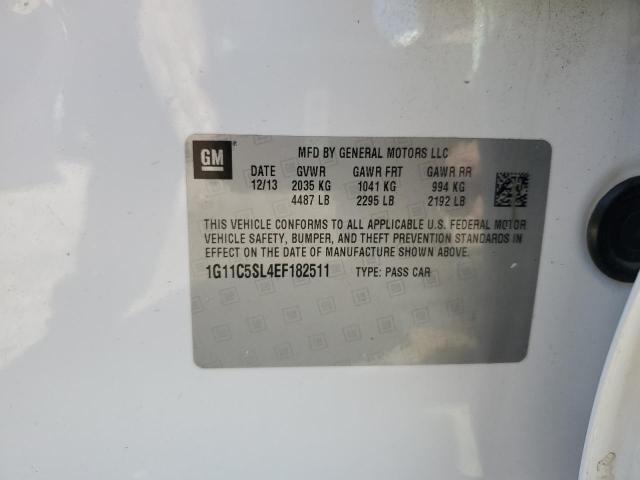 GM
MFD BY GENERAL MOTORS LLC
DATE GVWR GAWR FRT GAWR RR
12/13 2035 KG 1041 KG 994 KG
4487 LB 2295 LB 2192 LB
THIS VEHICLE CONFORMS TO ALL APPLICABLE U.S. FEDERAL MOTOR
VEHICLE SAFETY, BUMPER, AND THEFT PREVENTION STANDARDS IN
EFFECT ON THE DATE OF MANUFACTURE SHOWN ABOVE.
1G11C5SL4EF182511 TYPE: PASS CAR